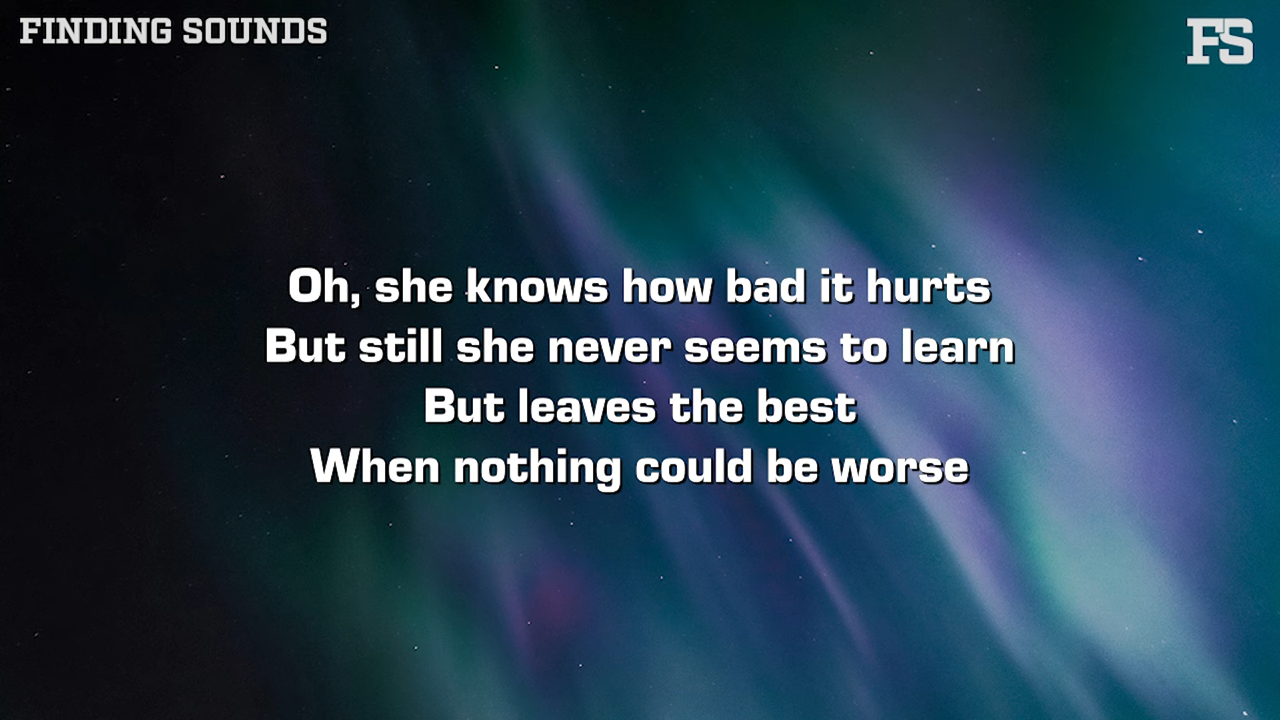 FINDING SOUNDS
FS
Oh, she knows how bad it hurts
But still she never seems to learn
But leaves the best
When nothing could be worse